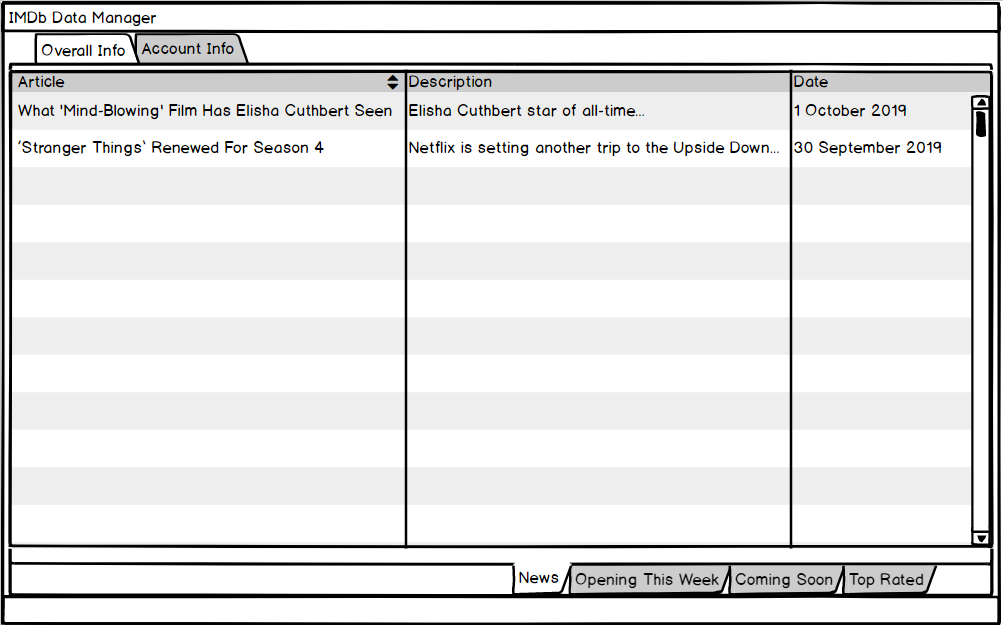 IMDb Data Manager
Overall Info Account Info
Article Description Date
What 'Mind-Blowing' Film Has Elisha Cuthbert Seen Elisha Cuthbert star of all-time... 1 October 2019
'Stranger Things' Renewed For Season 4 Netflix is setting another trip to the Upside Down... 30 September 2019
News Opening This Week Coming Soon Top Rated